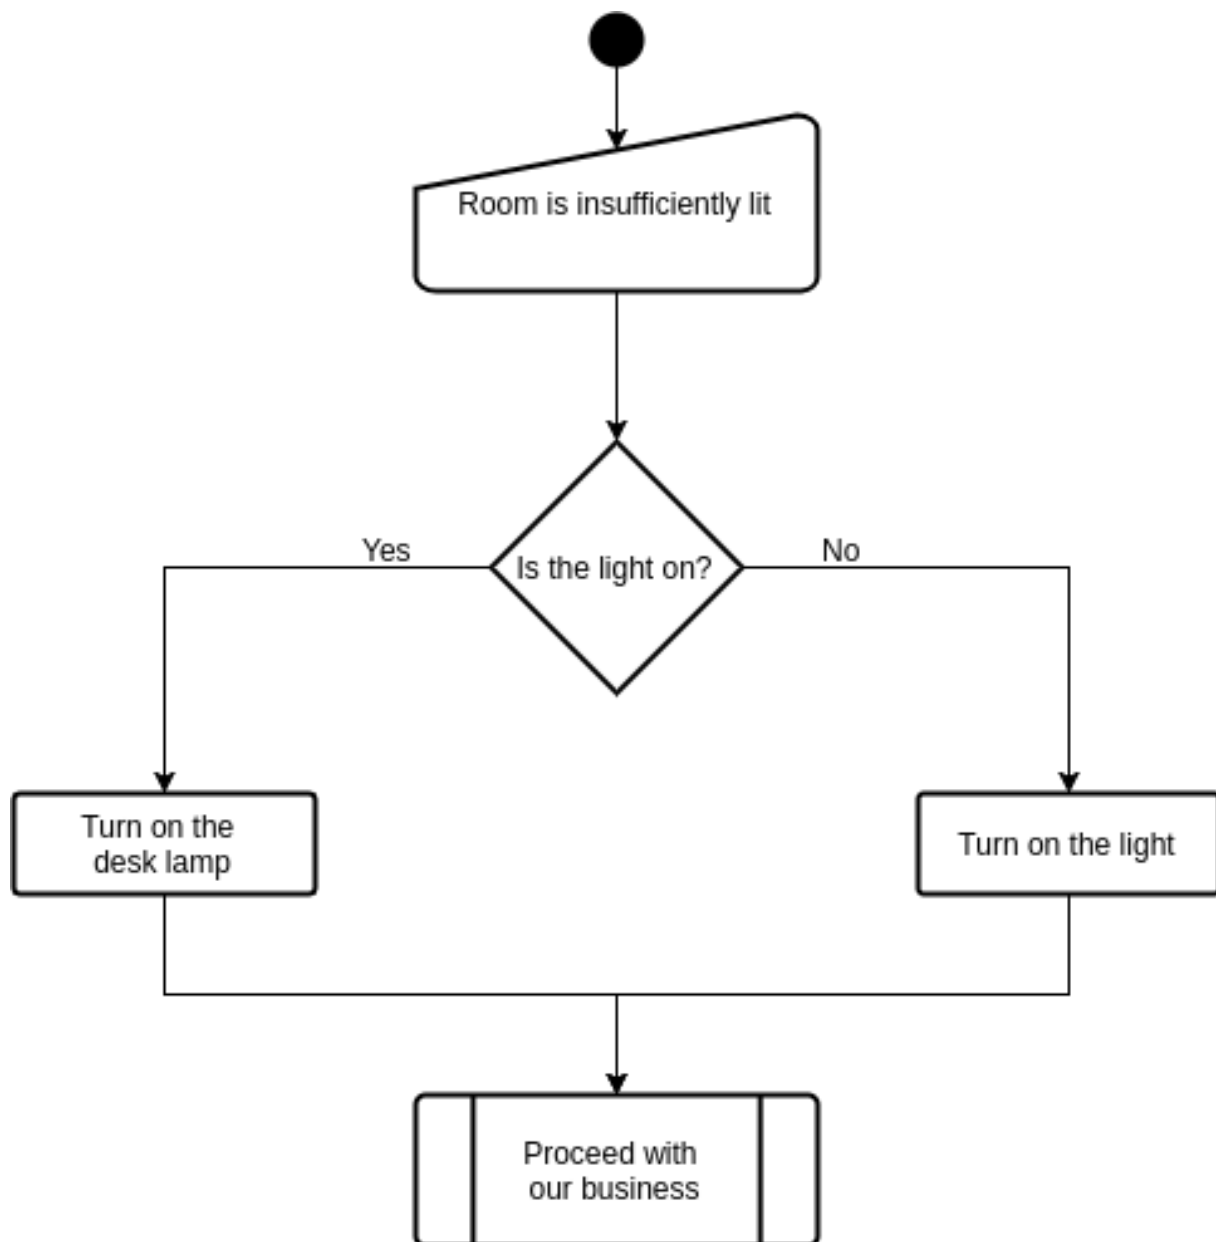 Room is insufficiently lit
Is the light on?
Yes
No
Turn on the
desk lamp
Turn on the light
Proceed with
our business